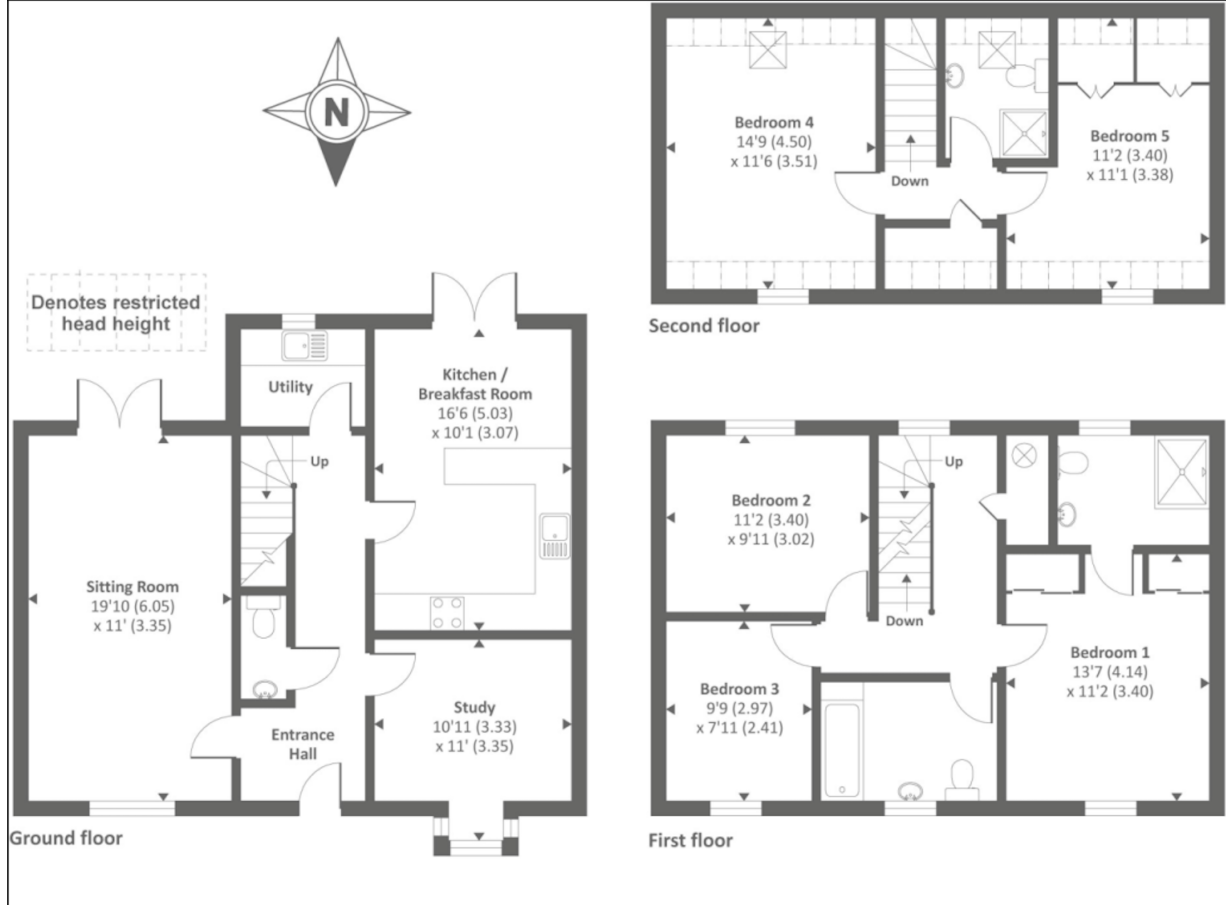 N
Denotes restricted
head height
Utility
Kitchen /
Breakfast Room
16'6 (5.03)
x 10'1 (3.07)
Up
Sitting Room
19'10 (6.05)
x 11' (3.35)
Study
10'11 (3.33)
x 11' (3.35)
Entrance
Hall
Ground floor
Bedroom 4
14'9 (4.50)
x 11'6 (3.51)
Down
Bedroom 5
11'2 (3.40)
x 11'1 (3.38)
Second floor
Bedroom 2
11'2 (3.40)
x 9'11 (3.02)
Up
Down
Bedroom 1
13'7 (4.14)
x 11'2 (3.40)
Bedroom 3
9'9 (2.97)
x 7'11 (2.41)
First floor